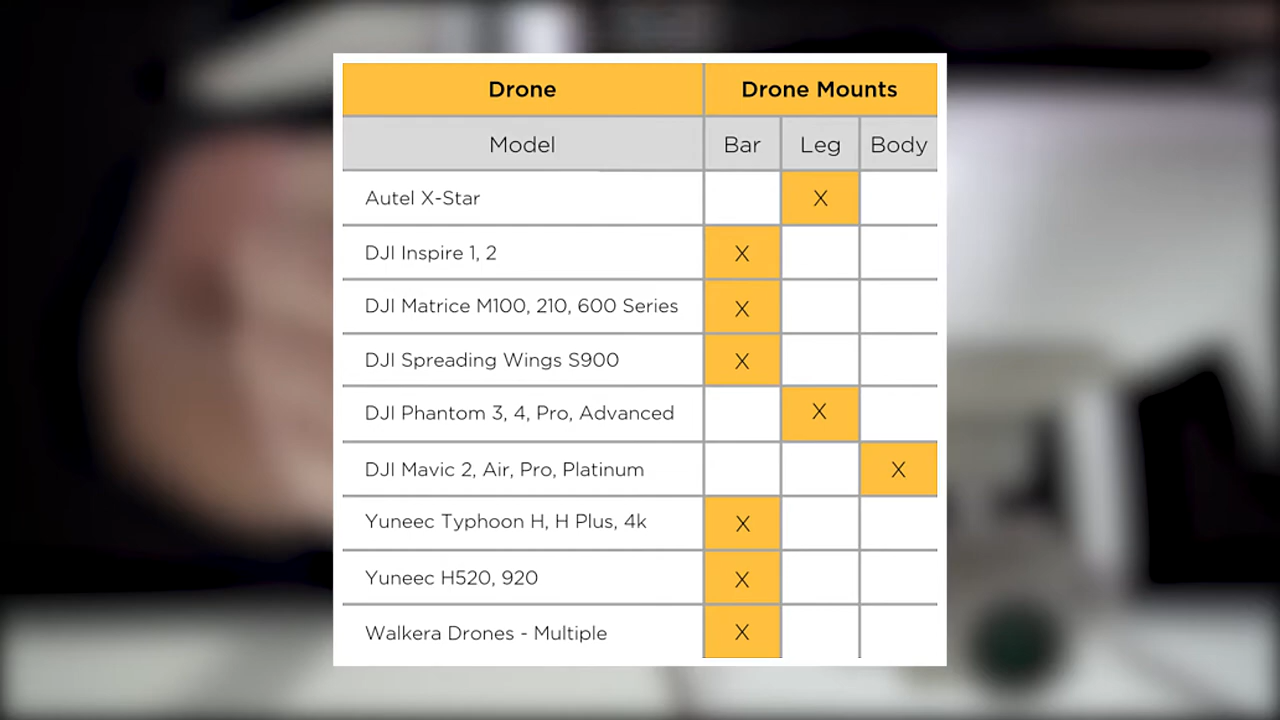 Drone Drone Mounts
Model Bar Leg Body
Autel X-Star X
DJI Inspire 1, 2 X
DJI Matrice M100, 210, 600 Series X
DJI Spreading Wings S900 X
DJI Phantom 3, 4, Pro, Advanced X
DJI Mavic 2, Air, Pro, Platinum X
Yuneec Typhoon H, H Plus, 4k X
Yuneec H520, 920 X
Walkera Drones - Multiple X